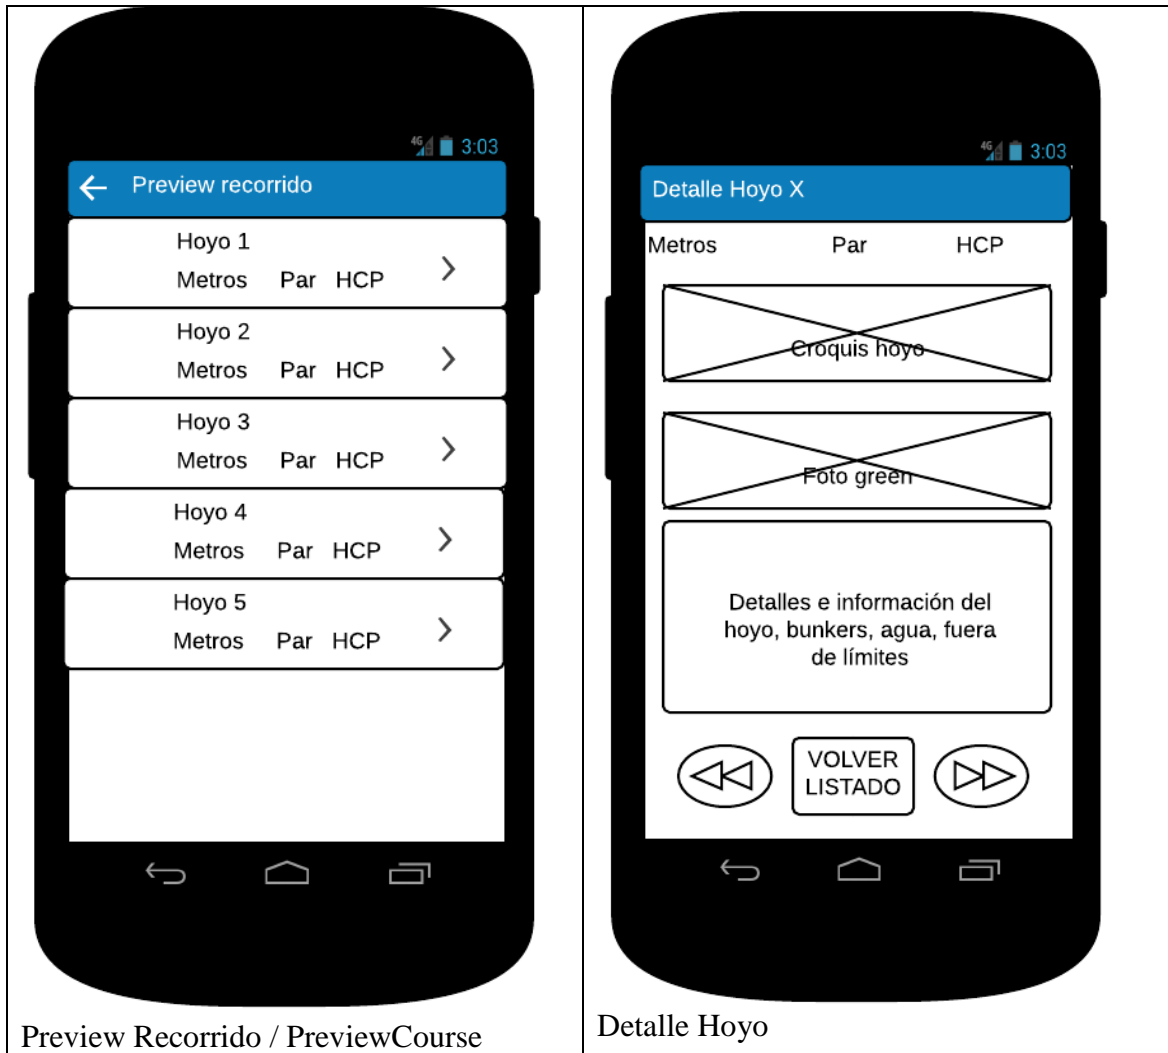 4G 3:03
Preview recorrido
Hoyo 1
Metros Par HCP
Hoyo 2
Metros Par HCP
Hoyo 3
Metros Par HCP
Hoyo 4
Metros Par HCP
Hoyo 5
Metros Par HCP
Preview Recorrido / PreviewCourse
4G 3:03
Detalle Hoyo X
Metros Par HCP
Croquis hoyo
Foto green
Detalles e información del
hoyo, bunkers, agua, fuera
de límites
VOLVER
LISTADO
Detalle Hoyo